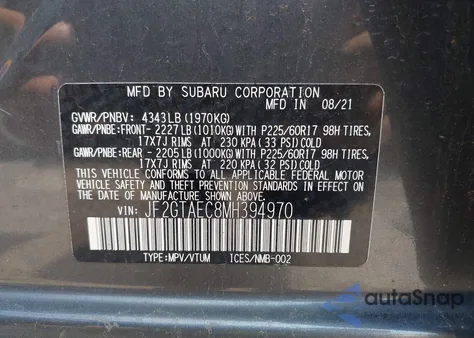 MFD BY SUBARU CORPORATION 08/21
GVWR/PNBV: 4343LB (1970KG)
GAWR/PNBE:FRONT- 2227LB(1010KG)WITH P225/60R17 98H TIRES,
17X7J RIMS AT 230 KPA (33 PSI)COLD
GAWR/PNBE:REAR - 2205LB(1000KG)WITH P225/60R17 98H TIRES,
17X7J RIMS AT 220 KPA (32 PSI)COLD
THIS VEHICLE CONFORMS TO ALL APPLICABLE FEDERAL MOTOR
VEHICLE SAFETY AND THEFT PREVENTION STANDARDS IN EFFECT ON
THE DATE OF MANUFACTURE SHOWN ABOVE.
VIN: JF2GTAEC8MH394970
TYPE:MPV/VTUM ICES/NMB-002
autoSnap
BY CARFAST EXPRESS